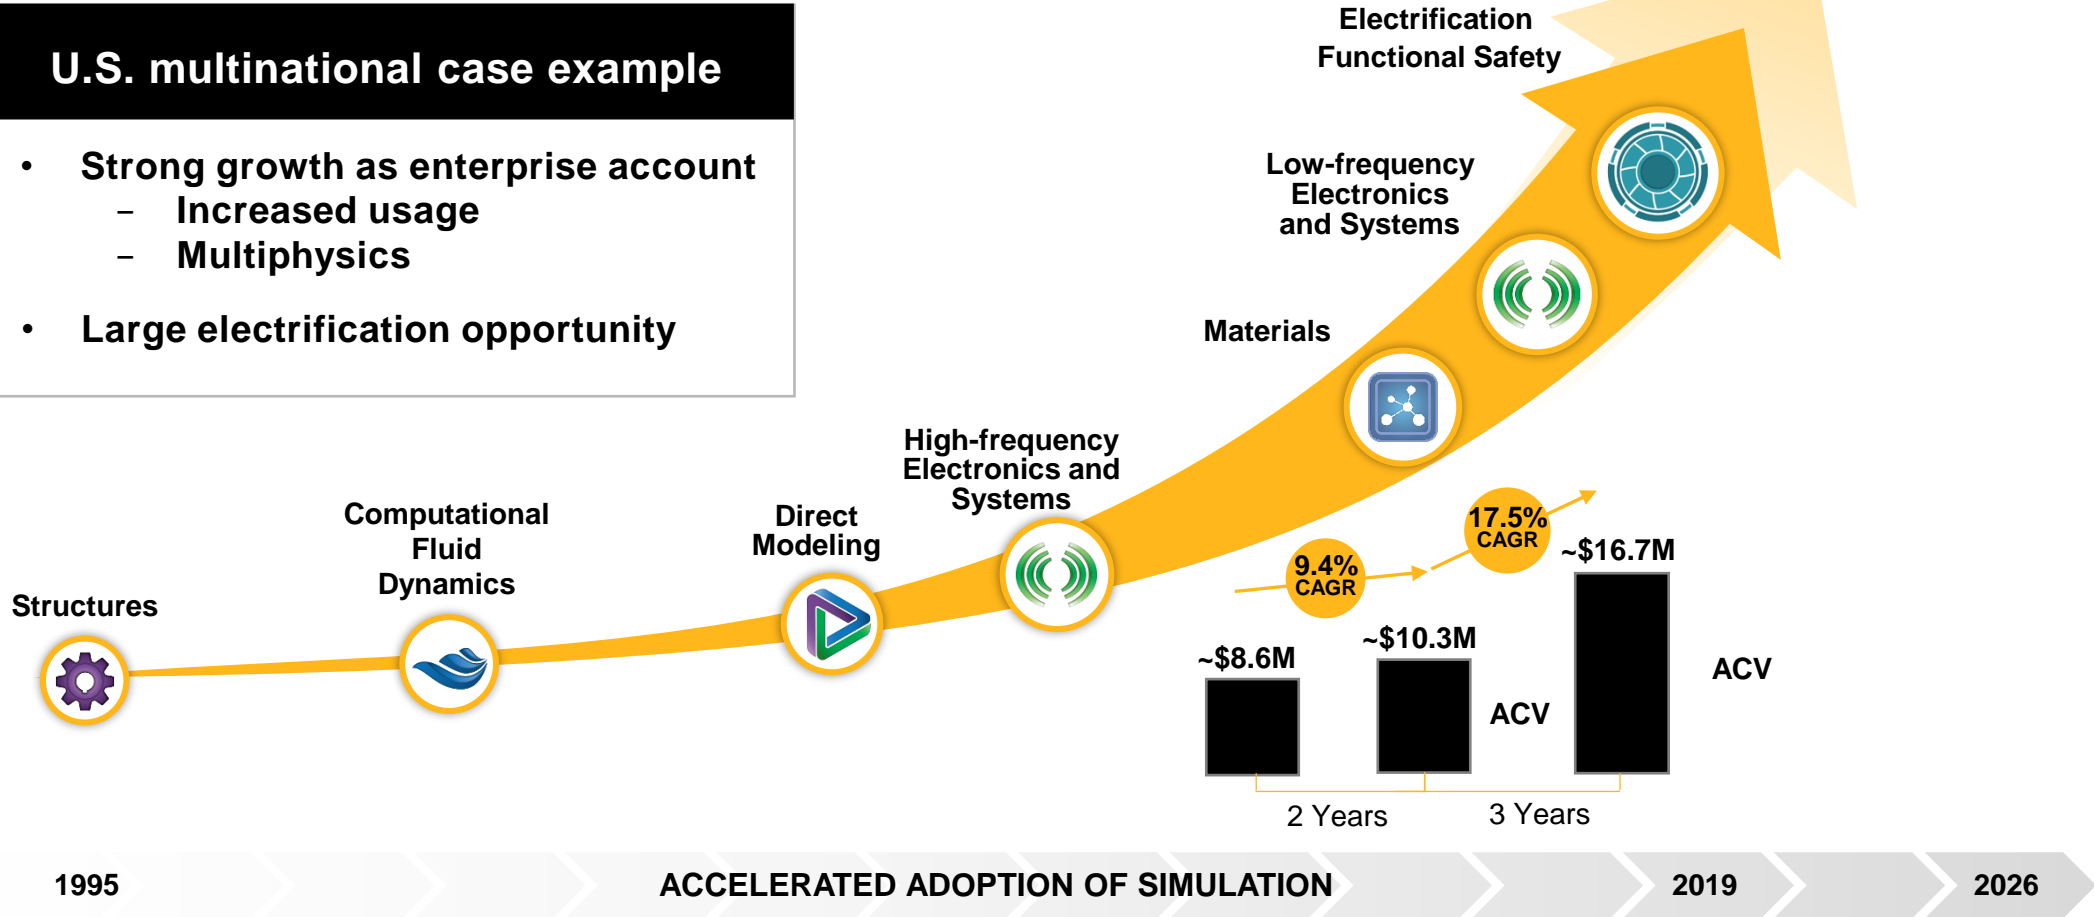 U.S. multinational case example
• Strong growth as enterprise account
– Increased usage
– Multiphysics
• Large electrification opportunity
Structures
Computational
Fluid
Dynamics
Direct
Modeling
High-frequency
Electronics and
Systems
Materials
Low-frequency
Electronics
and Systems
Electrification
Functional Safety
9.4%
CAGR
17.5%
CAGR
~$8.6M
~$10.3M
~$16.7M
ACV
ACV
2 Years
3 Years
1995
ACCELERATED ADOPTION OF SIMULATION
2019
2026